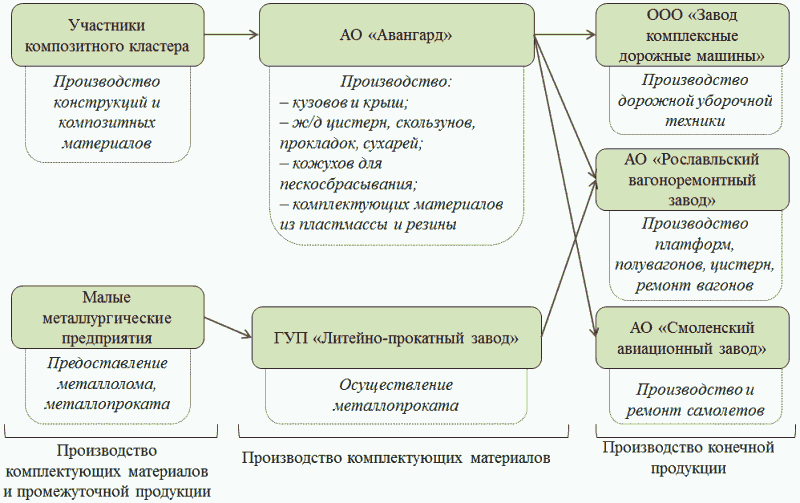 Участники
композитного кластера
Производство
конструкций и
композитных
материалов
АО «Авангард»
Производство:
– кузовов и крыш;
– ж/д цистерн, скользунов,
прокладок, сухарей;
– кожухов для
пескосбрасывания;
– комплектующих материалов
из пластмассы и резины
ООО «Завод
комплексные
дорожные машины»
Производство
дорожной уборочной
техники
АО «Рославльский
вагоноремонтный
завод»
Производство
платформ,
полувагонов, цистерн,
ремонт вагонов
Малые
металлургические
предприятия
Предоставление
металлолома,
металлопроката
ГУП «Литейно-прокатный завод»
Осуществление
металлопроката
АО «Смоленский
авиационный завод»
Производство и
ремонт самолетов
Производство
комплектующих материалов
и промежуточной продукции
Производство комплектующих материалов
Производство конечной
продукции